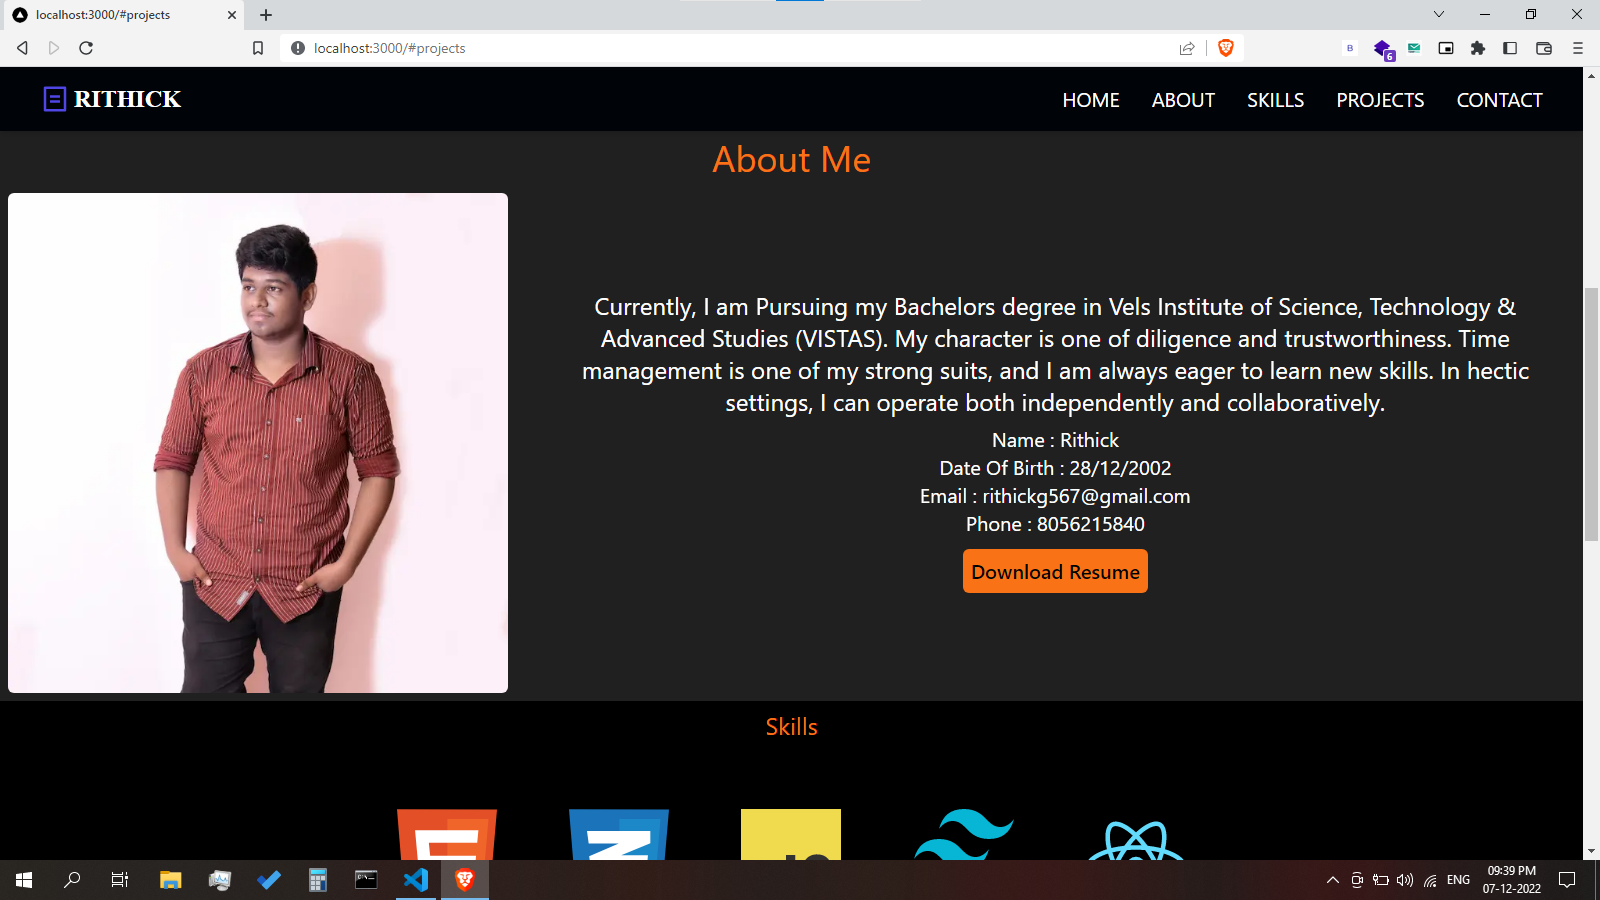 localhost:3000/#projects
localhost:3000/#projects
B
6
RITHICK
HOME ABOUT SKILLS PROJECTS CONTACT
About Me
Currently, I am Pursuing my Bachelors degree in Vels Institute of Science, Technology &
Advanced Studies (VISTAS). My character is one of diligence and trustworthiness. Time
management is one of my strong suits, and I am always eager to learn new skills. In hectic
settings, I can operate both independently and collaboratively.
Name : Rithick
Date Of Birth : 28/12/2002
Email : rithickg567@gmail.com
Phone : 8056215840
Download Resume
Skills
09:39 PM
ENG
07-12-2022